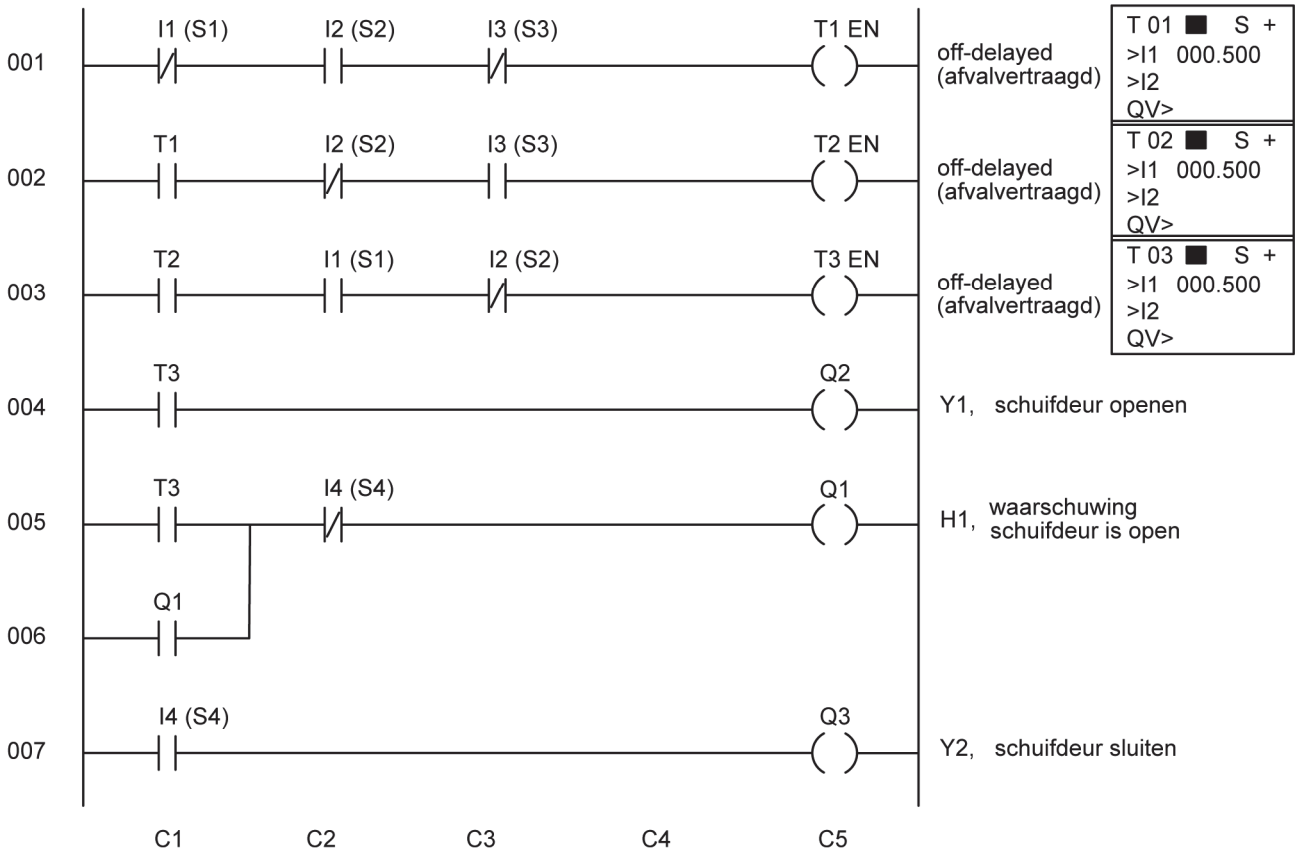 I1 (S1) I2 (S2) I3 (S3) T1 EN
001
off-delayed
(afvalvertraagd)
T 01 ■ S +
>I1 000.500
>I2
QV>
T1 I2 (S2) I3 (S3) T2 EN
002
off-delayed
(afvalvertraagd)
T 02 ■ S +
>I1 000.500
>I2
QV>
T2 I1 (S1) I2 (S2) T3 EN
003
off-delayed
(afvalvertraagd)
T 03 ■ S +
>I1 000.500
>I2
QV>
T3 Q2
004 Y1, schuifdeur openen
T3 I4 (S4) Q1
005 H1, waarschuwing
schuifdeur is open
Q1
006
I4 (S4) Q3
007 Y2, schuifdeur sluiten
C1 C2 C3 C4 C5